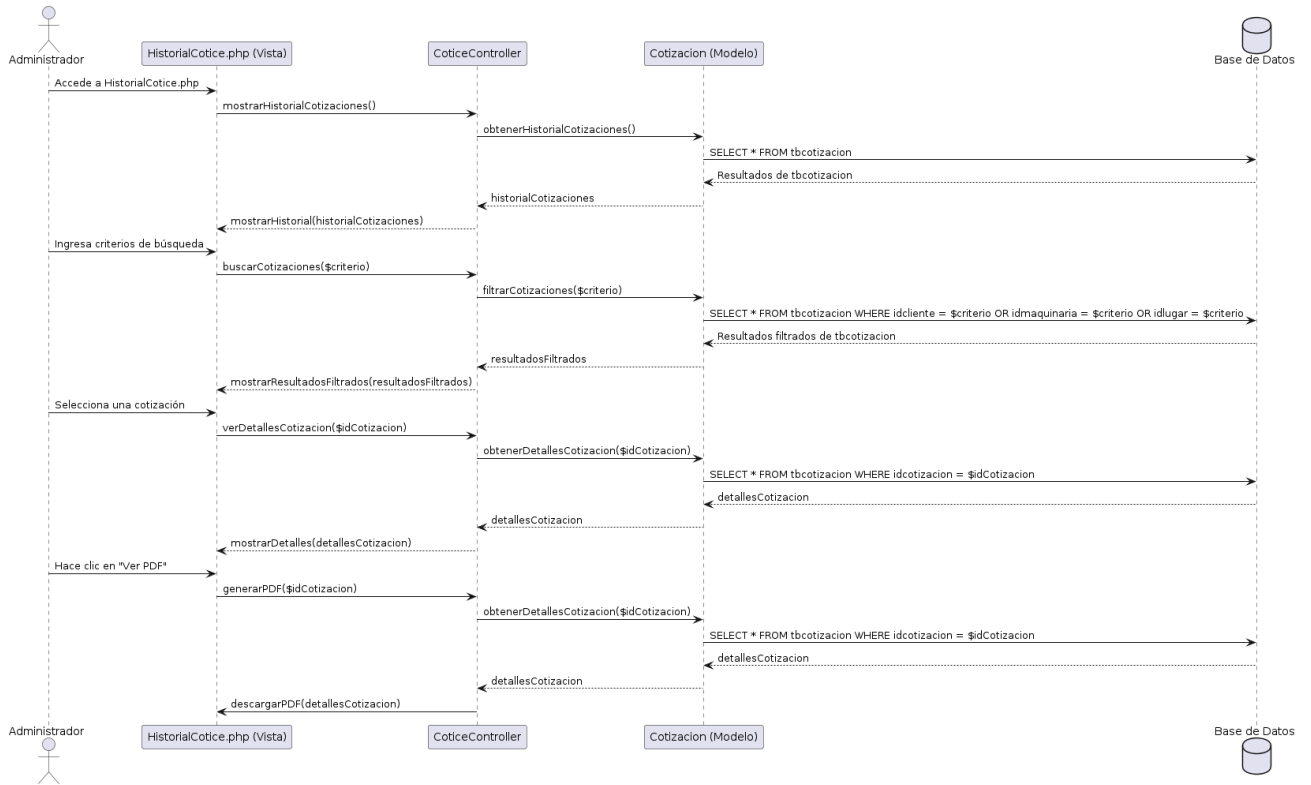 Administrador
HistorialCotice.php (Vista)
CoticeController
Cotizacion (Modelo)
Base de Datos
Accede a HistorialCotice.php
mostrarHistorialCotizaciones()
obtenerHistorialCotizaciones()
SELECT * FROM tbcotizacion
Resultados de tbcotizacion
historialCotizaciones
mostrarHistorial(historialCotizaciones)
Ingresa criterios de búsqueda
buscarCotizaciones($criterio)
filtrarCotizaciones($criterio)
SELECT * FROM tbcotizacion WHERE idcliente = $criterio OR idmaquinaria = $criterio OR idlugar = $criterio
Resultados filtrados de tbcotizacion
resultadosFiltrados
mostrarResultadosFiltrados(resultadosFiltrados)
Selecciona una cotización
verDetallesCotizacion($idCotizacion)
obtenerDetallesCotizacion($idCotizacion)
SELECT * FROM tbcotizacion WHERE idcotizacion = $idCotizacion
detallesCotizacion
detallesCotizacion
mostrarDetalles(detallesCotizacion)
Hace clic en "Ver PDF"
generarPDF($idCotizacion)
obtenerDetallesCotizacion($idCotizacion)
SELECT * FROM tbcotizacion WHERE idcotizacion = $idCotizacion
detallesCotizacion
detallesCotizacion
descargarPDF(detallesCotizacion)
Administrador
HistorialCotice.php (Vista)
CoticeController
Cotizacion (Modelo)
Base de Datos